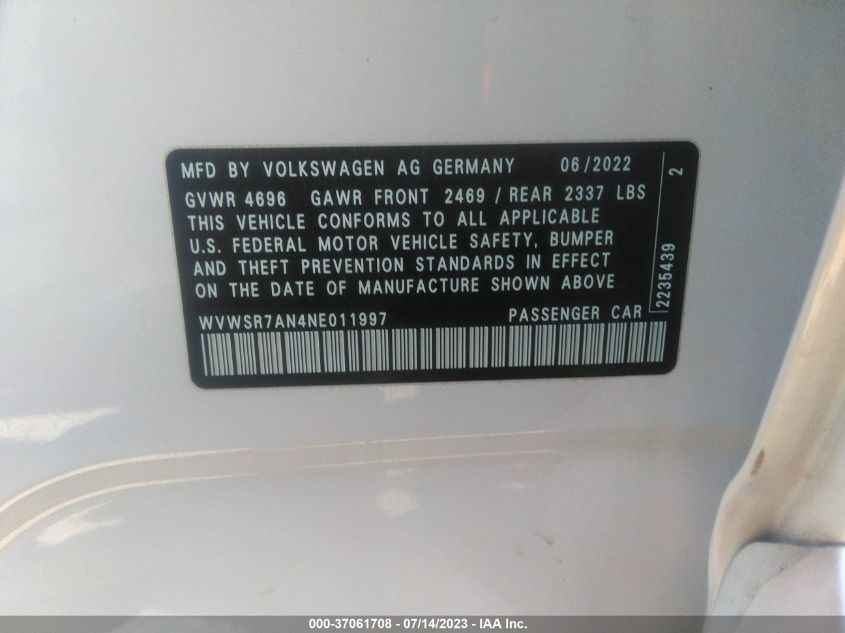 MFD BY VOLKSWAGEN AG GERMANY 06/2022
GVWR 4696 GAWR FRONT 2469 / REAR 2337 LBS
THIS VEHICLE CONFORMS TO ALL APPLICABLE
U.S. FEDERAL MOTOR VEHICLE SAFETY, BUMPER
AND THEFT PREVENTION STANDARDS IN EFFECT
ON THE DATE OF MANUFACTURE SHOWN ABOVE
WVWSR7AN4NE011997 PASSENGER CAR
2235439 2
000-37061708 - 07/14/2023 - IAA Inc.